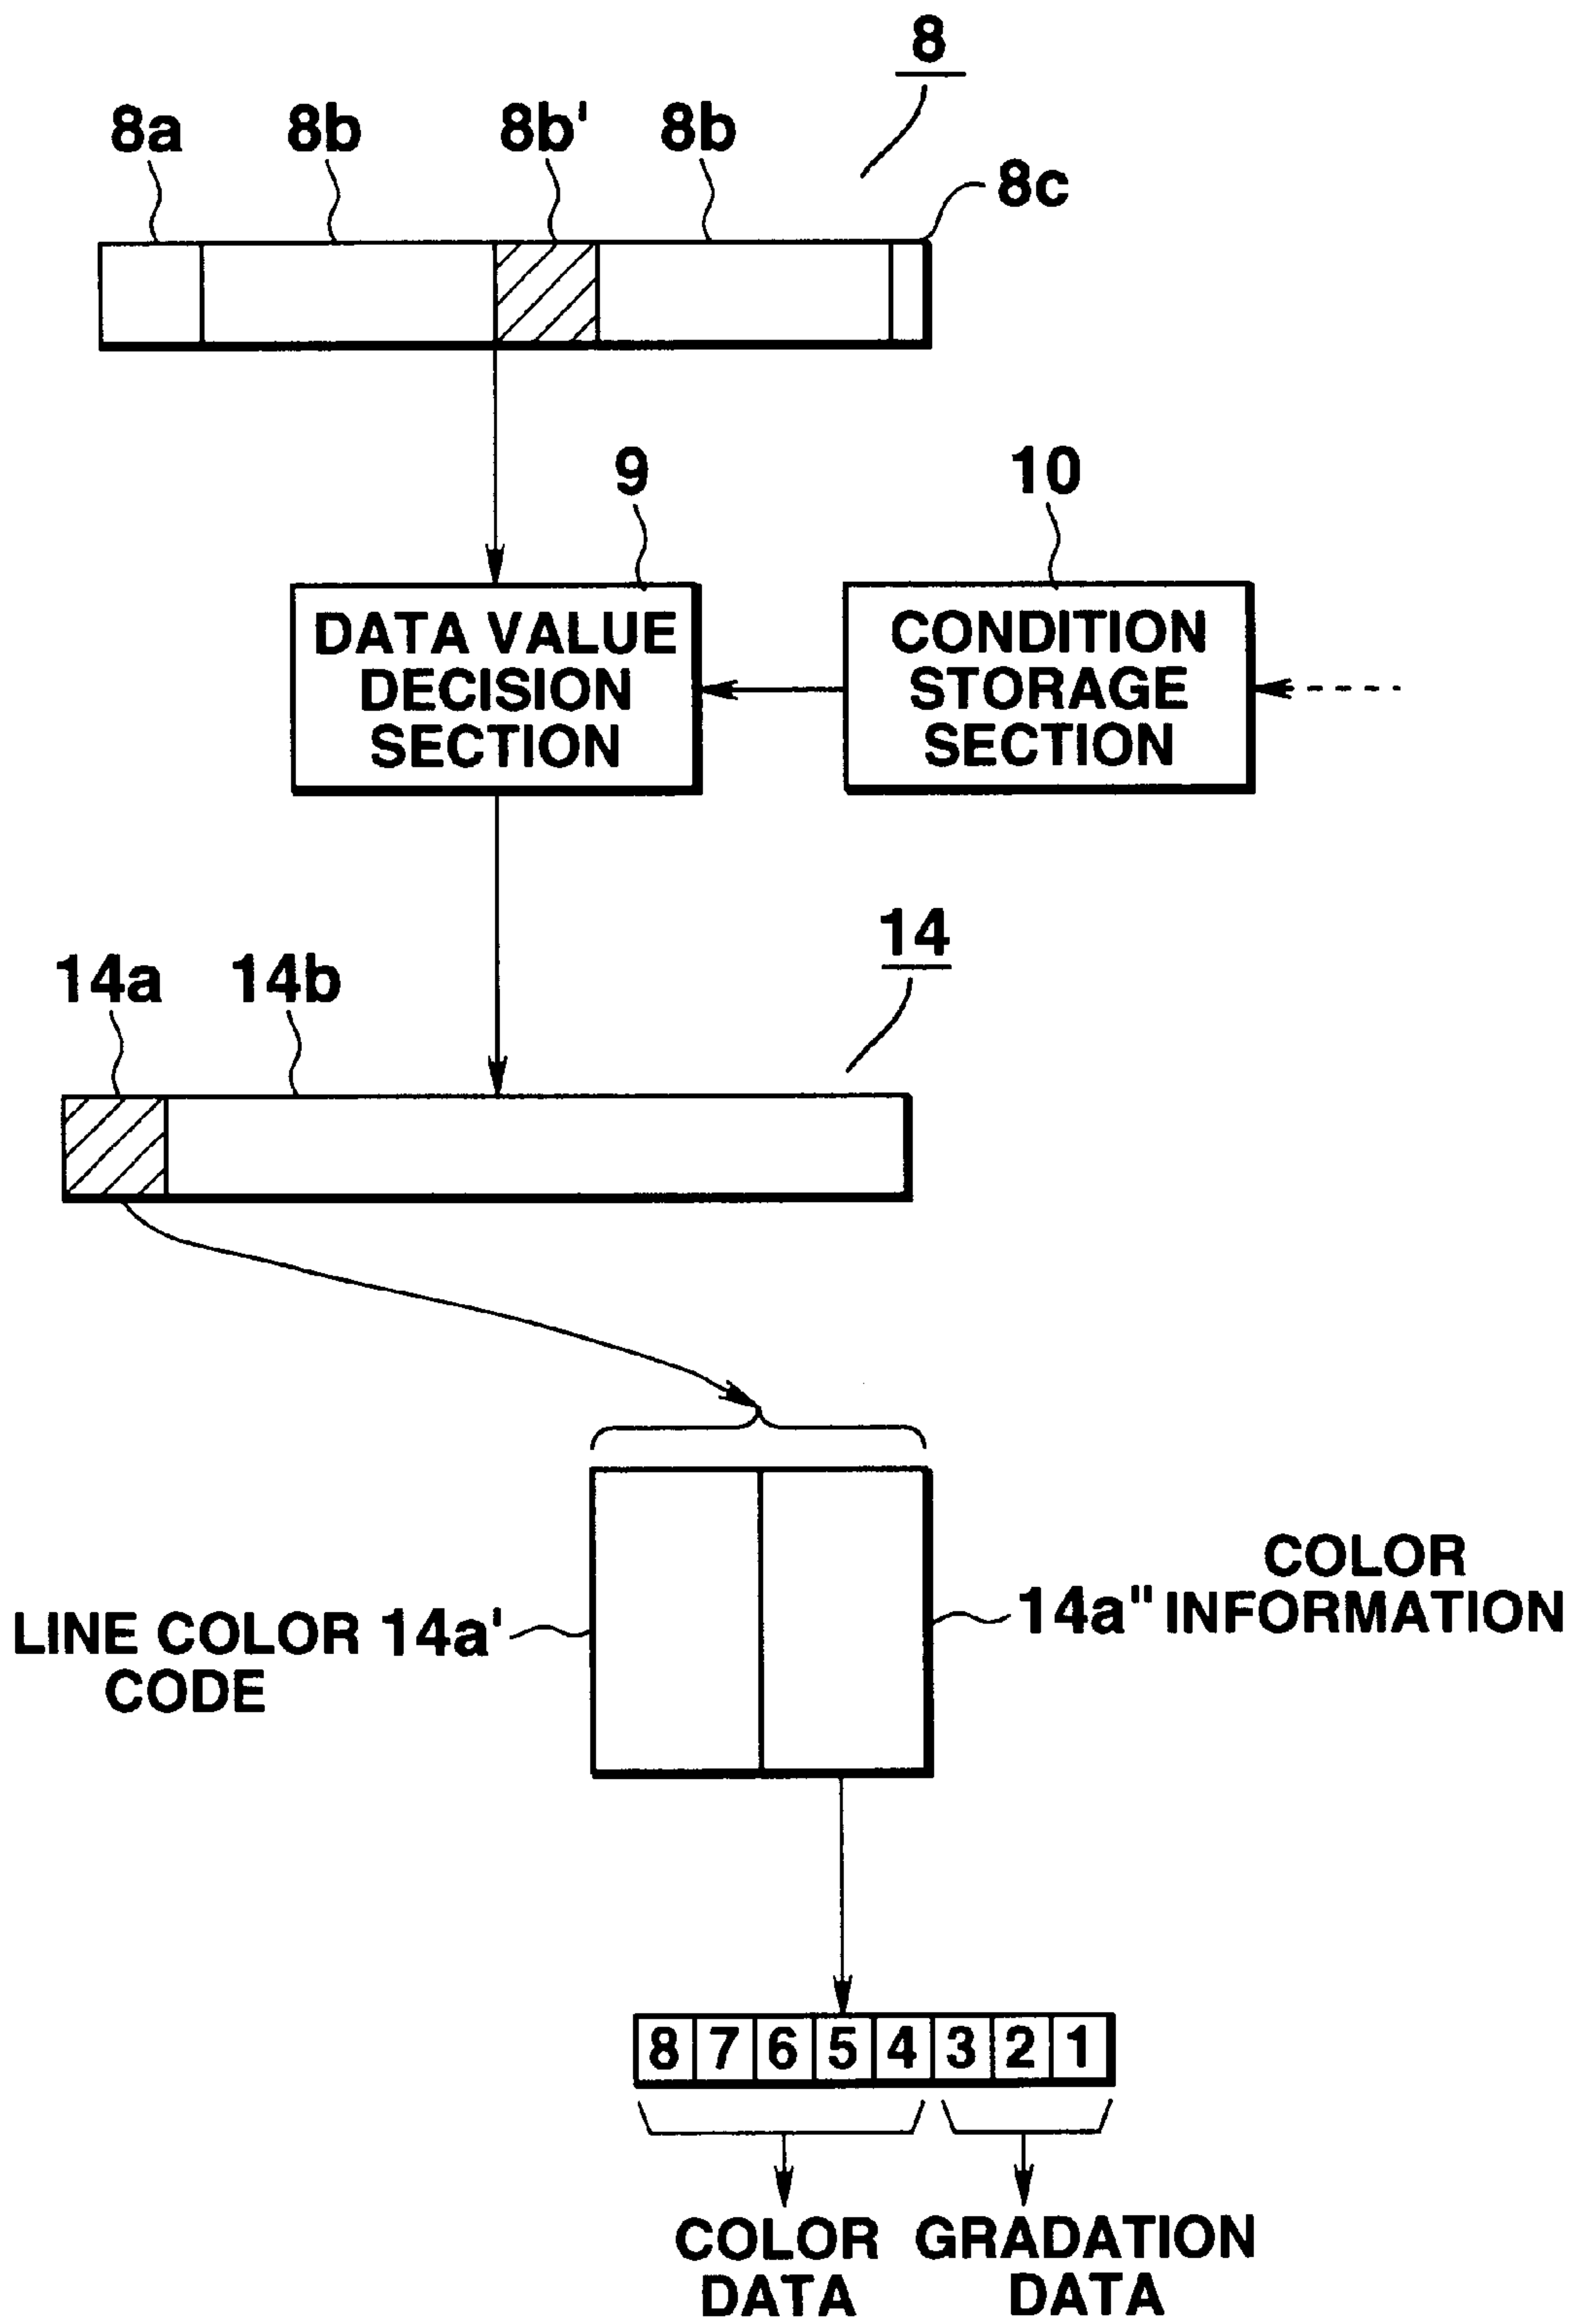 8
8a 8b 8b' 8b
8c
9 10
DATA VALUE
DECISION
SECTION
CONDITION
STORAGE
SECTION
14
14a 14b
LINE COLOR 14a'
CODE
COLOR
14a" INFORMATION
8 7 6 5 4 3 2 1
COLOR
DATA
GRADATION
DATA